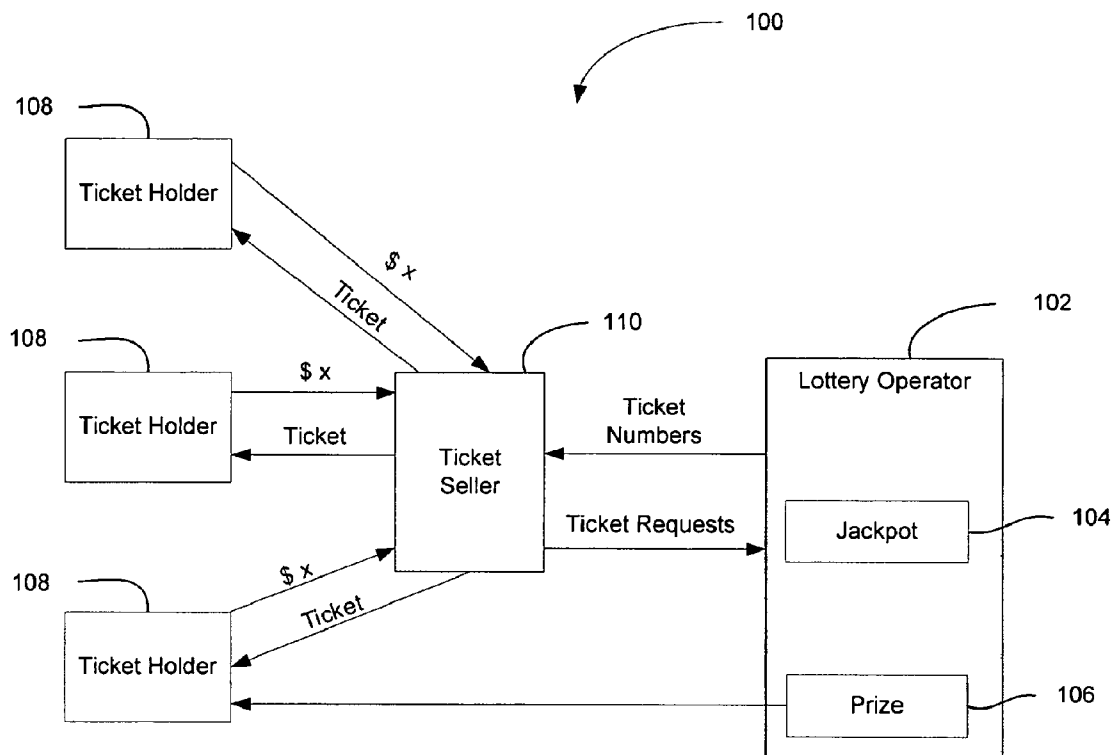 100
108
Ticket Holder
$ x
Ticket
108
Ticket Holder
$ x
Ticket
110
Ticket
Seller
102
Lottery Operator
Ticket
Numbers
Ticket Requests
Jackpot
104
108
Ticket Holder
$ x
Ticket
Prize
106